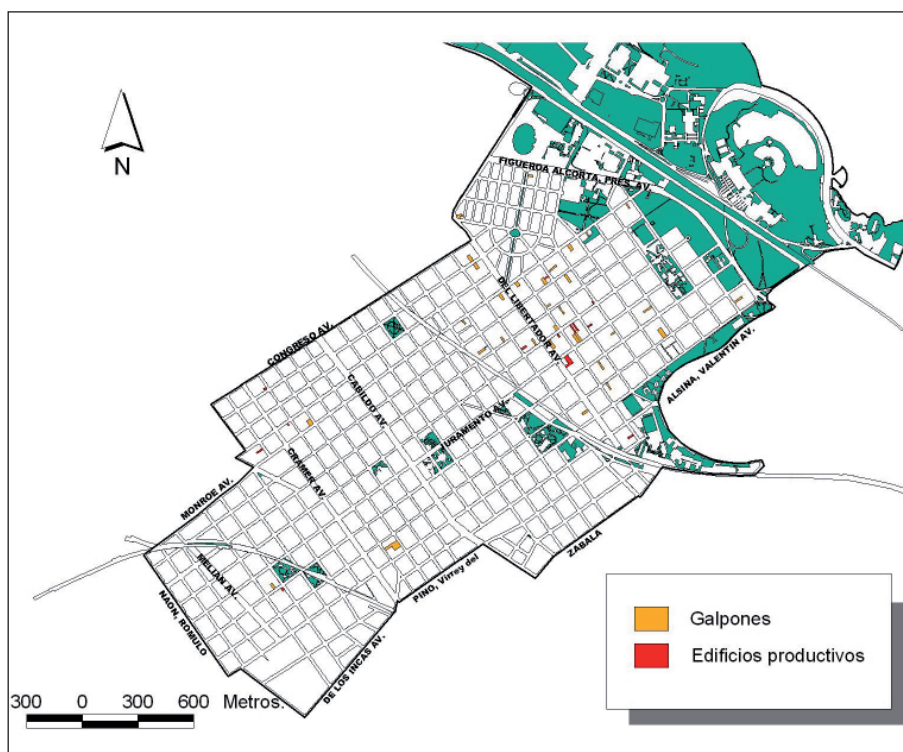 N
FIGUEROA ALCORTA, PRES. AV.
DEL LIBERTADOR AV.
CONGRESO AV.
ALSINA, VALENTIN AV.
CABILDO AV.
JURAMENTO AV.
CRAMER AV.
MONROE AV.
MELIAN AV.
ZABALA
PINO, Virrey del
NAON, ROMULO
DE LOS INCAS AV.
Galpones
Edificios productivos
300 0 300 600 Metros.